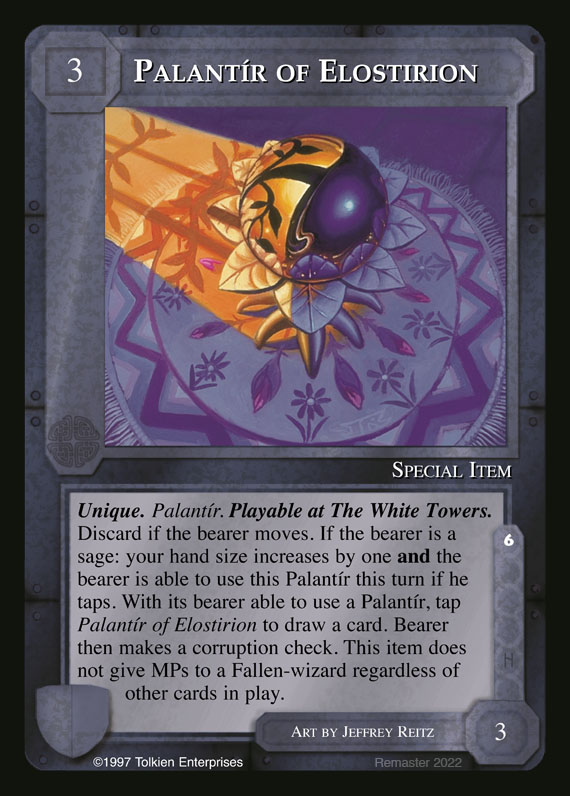 3
PALANTÍR OF ELOSTIRION
SPECIAL ITEM
Unique. Palantír. Playable at The White Towers.
Discard if the bearer moves. If the bearer is a
sage: your hand size increases by one and the
bearer is able to use this Palantír this turn if he
taps. With its bearer able to use a Palantír, tap
Palantír of Elostirion to draw a card. Bearer
then makes a corruption check. This item does
not give MPs to a Fallen-wizard regardless of
other cards in play.
6
H
ART BY JEFFREY REITZ
3
©1997 Tolkien Enterprises
Remaster 2022